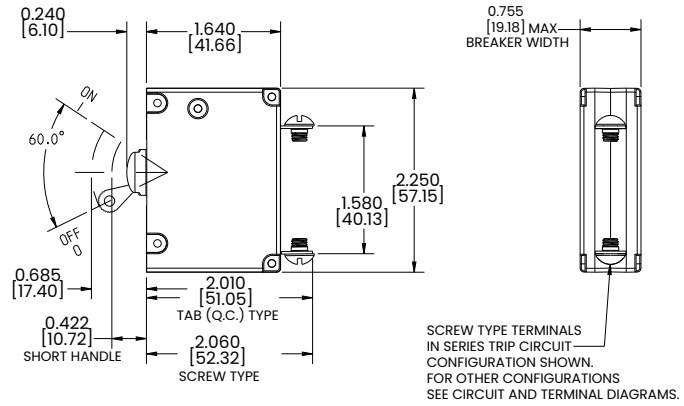 0.240
[6.10]
1.640
[41.66]
0.755
[19.18] MAX
BREAKER WIDTH
ON
I
60.0°
OFF
O
2.250
[57.15]
1.580
[40.13]
0.685
[17.40]
2.010
[51.05]
TAB (Q.C.) TYPE
0.422
[10.72]
SHORT HANDLE
2.060
[52.32]
SCREW TYPE
SCREW TYPE TERMINALS
IN SERIES TRIP CIRCUIT
CONFIGURATION SHOWN.
FOR OTHER CONFIGURATIONS
SEE CIRCUIT AND TERMINAL DIAGRAMS.